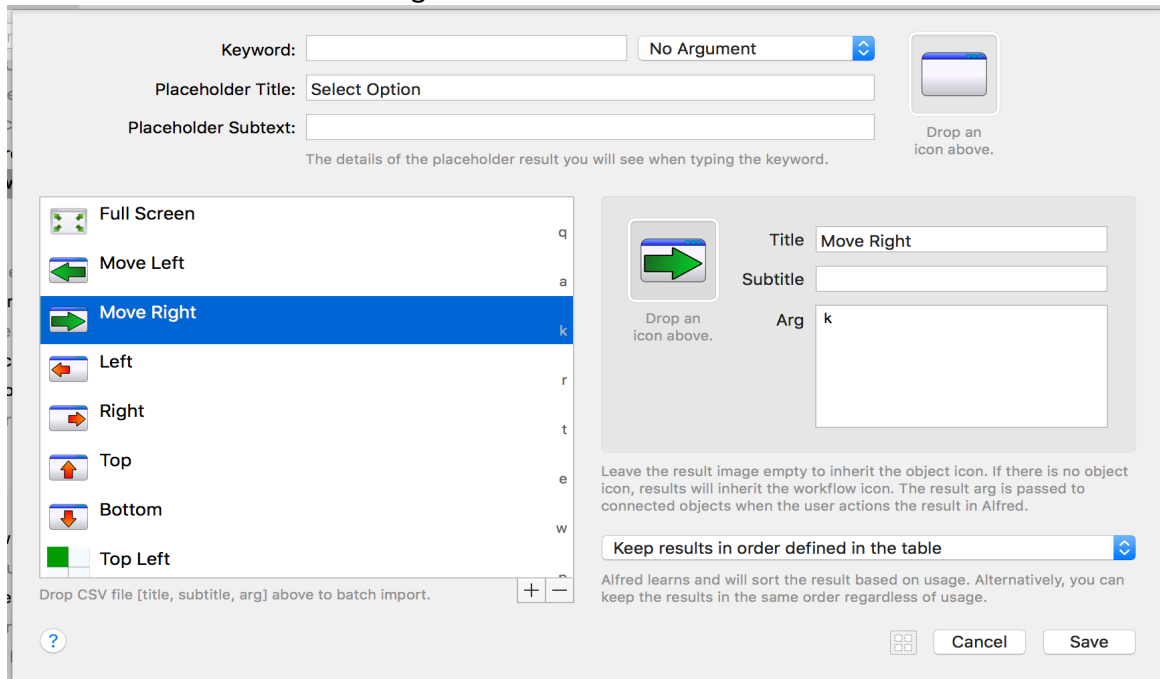 Keyword:
No Argument
Placeholder Title: Select Option
Placeholder Subtext:
The details of the placeholder result you will see when typing the keyword.
Drop an
icon above.
Full Screen
q
Move Left
a
Move Right
k
Left
r
Right
t
Top
e
Bottom
w
Top Left
Drop CSV file [title, subtitle, arg] above to batch import.
+ −
Title Move Right
Subtitle
Arg k
Drop an
icon above.
Leave the result image empty to inherit the object icon. If there is no object
icon, results will inherit the workflow icon. The result arg is passed to
connected objects when the user actions the result in Alfred.
Keep results in order defined in the table
Alfred learns and will sort the result based on usage. Alternatively, you can
keep the results in the same order regardless of usage.
?
Cancel
Save